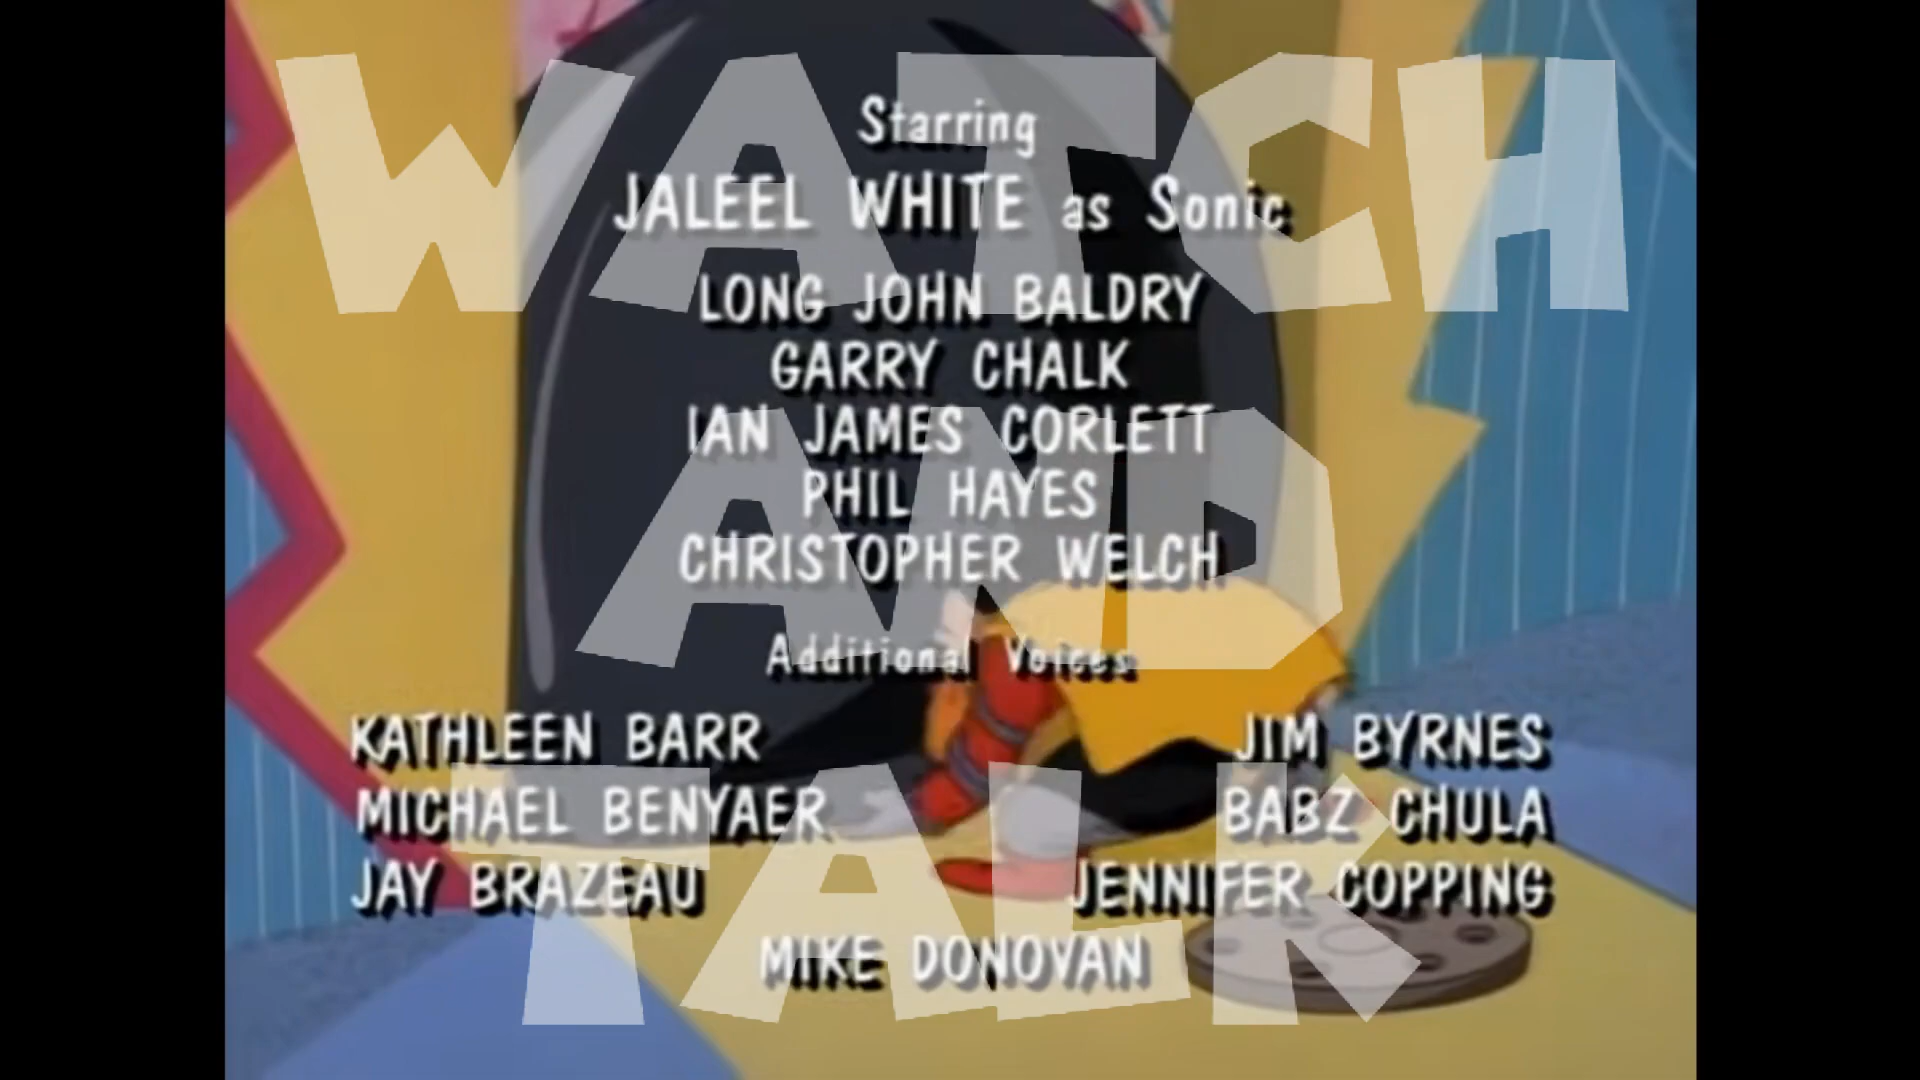 WATCH
AND
TALK
Starring
JALEEL WHITE as Sonic
LONG JOHN BALDRY
GARRY CHALK
IAN JAMES CORLETT
PHIL HAYES
CHRISTOPHER WELCH
Additional Voices
KATHLEEN BARR JIM BYRNES
MICHAEL BENYAER BABZ CHULA
JAY BRAZEAU JENNIFER COPPING
MIKE DONOVAN